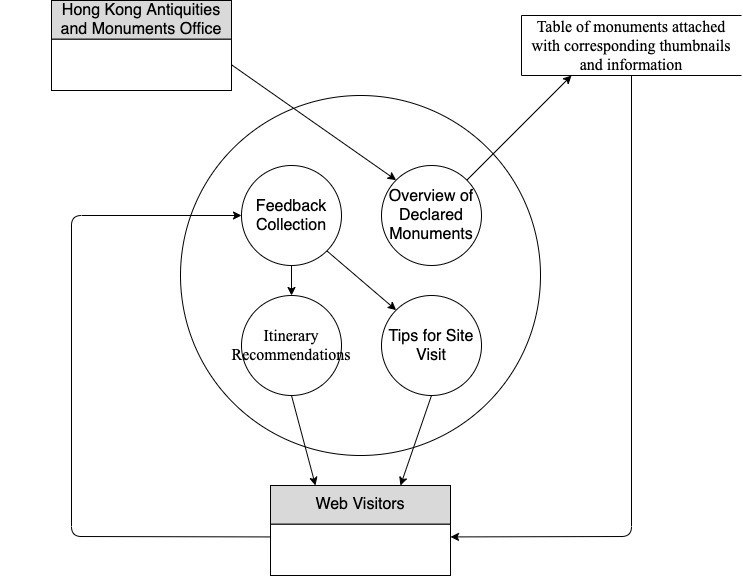 Hong Kong Antiquities
and Monuments Office
Table of monuments attached
with corresponding thumbnails
and information
Feedback
Collection
Overview of
Declared
Monuments
Itinerary
Recommendations
Tips for Site
Visit
Web Visitors